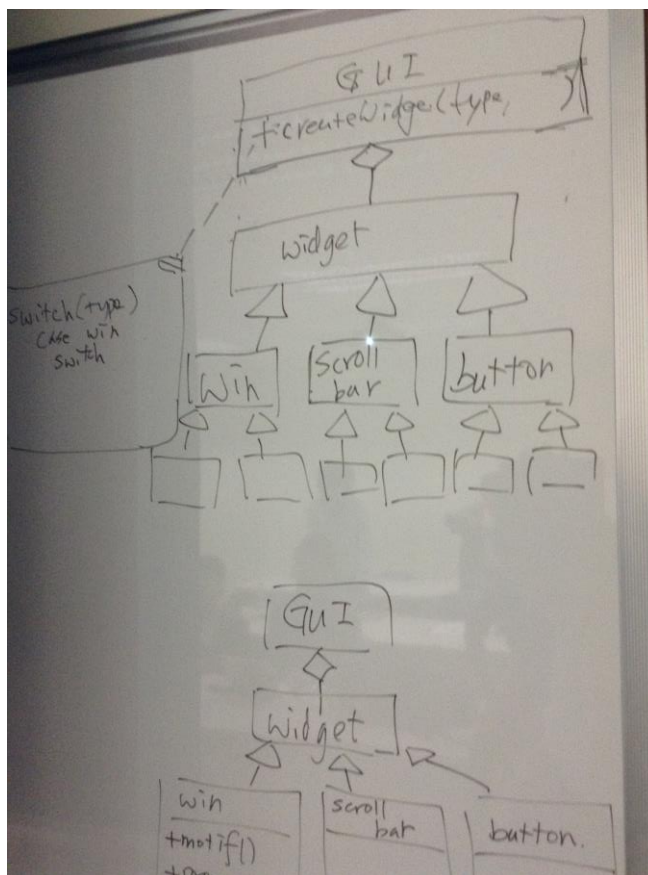 GUI
+createWidget(type, )
widget
switch(type)
case win
switch
win
scroll
bar
button
GUI
widget
win
+motif()
scroll
bar
button.